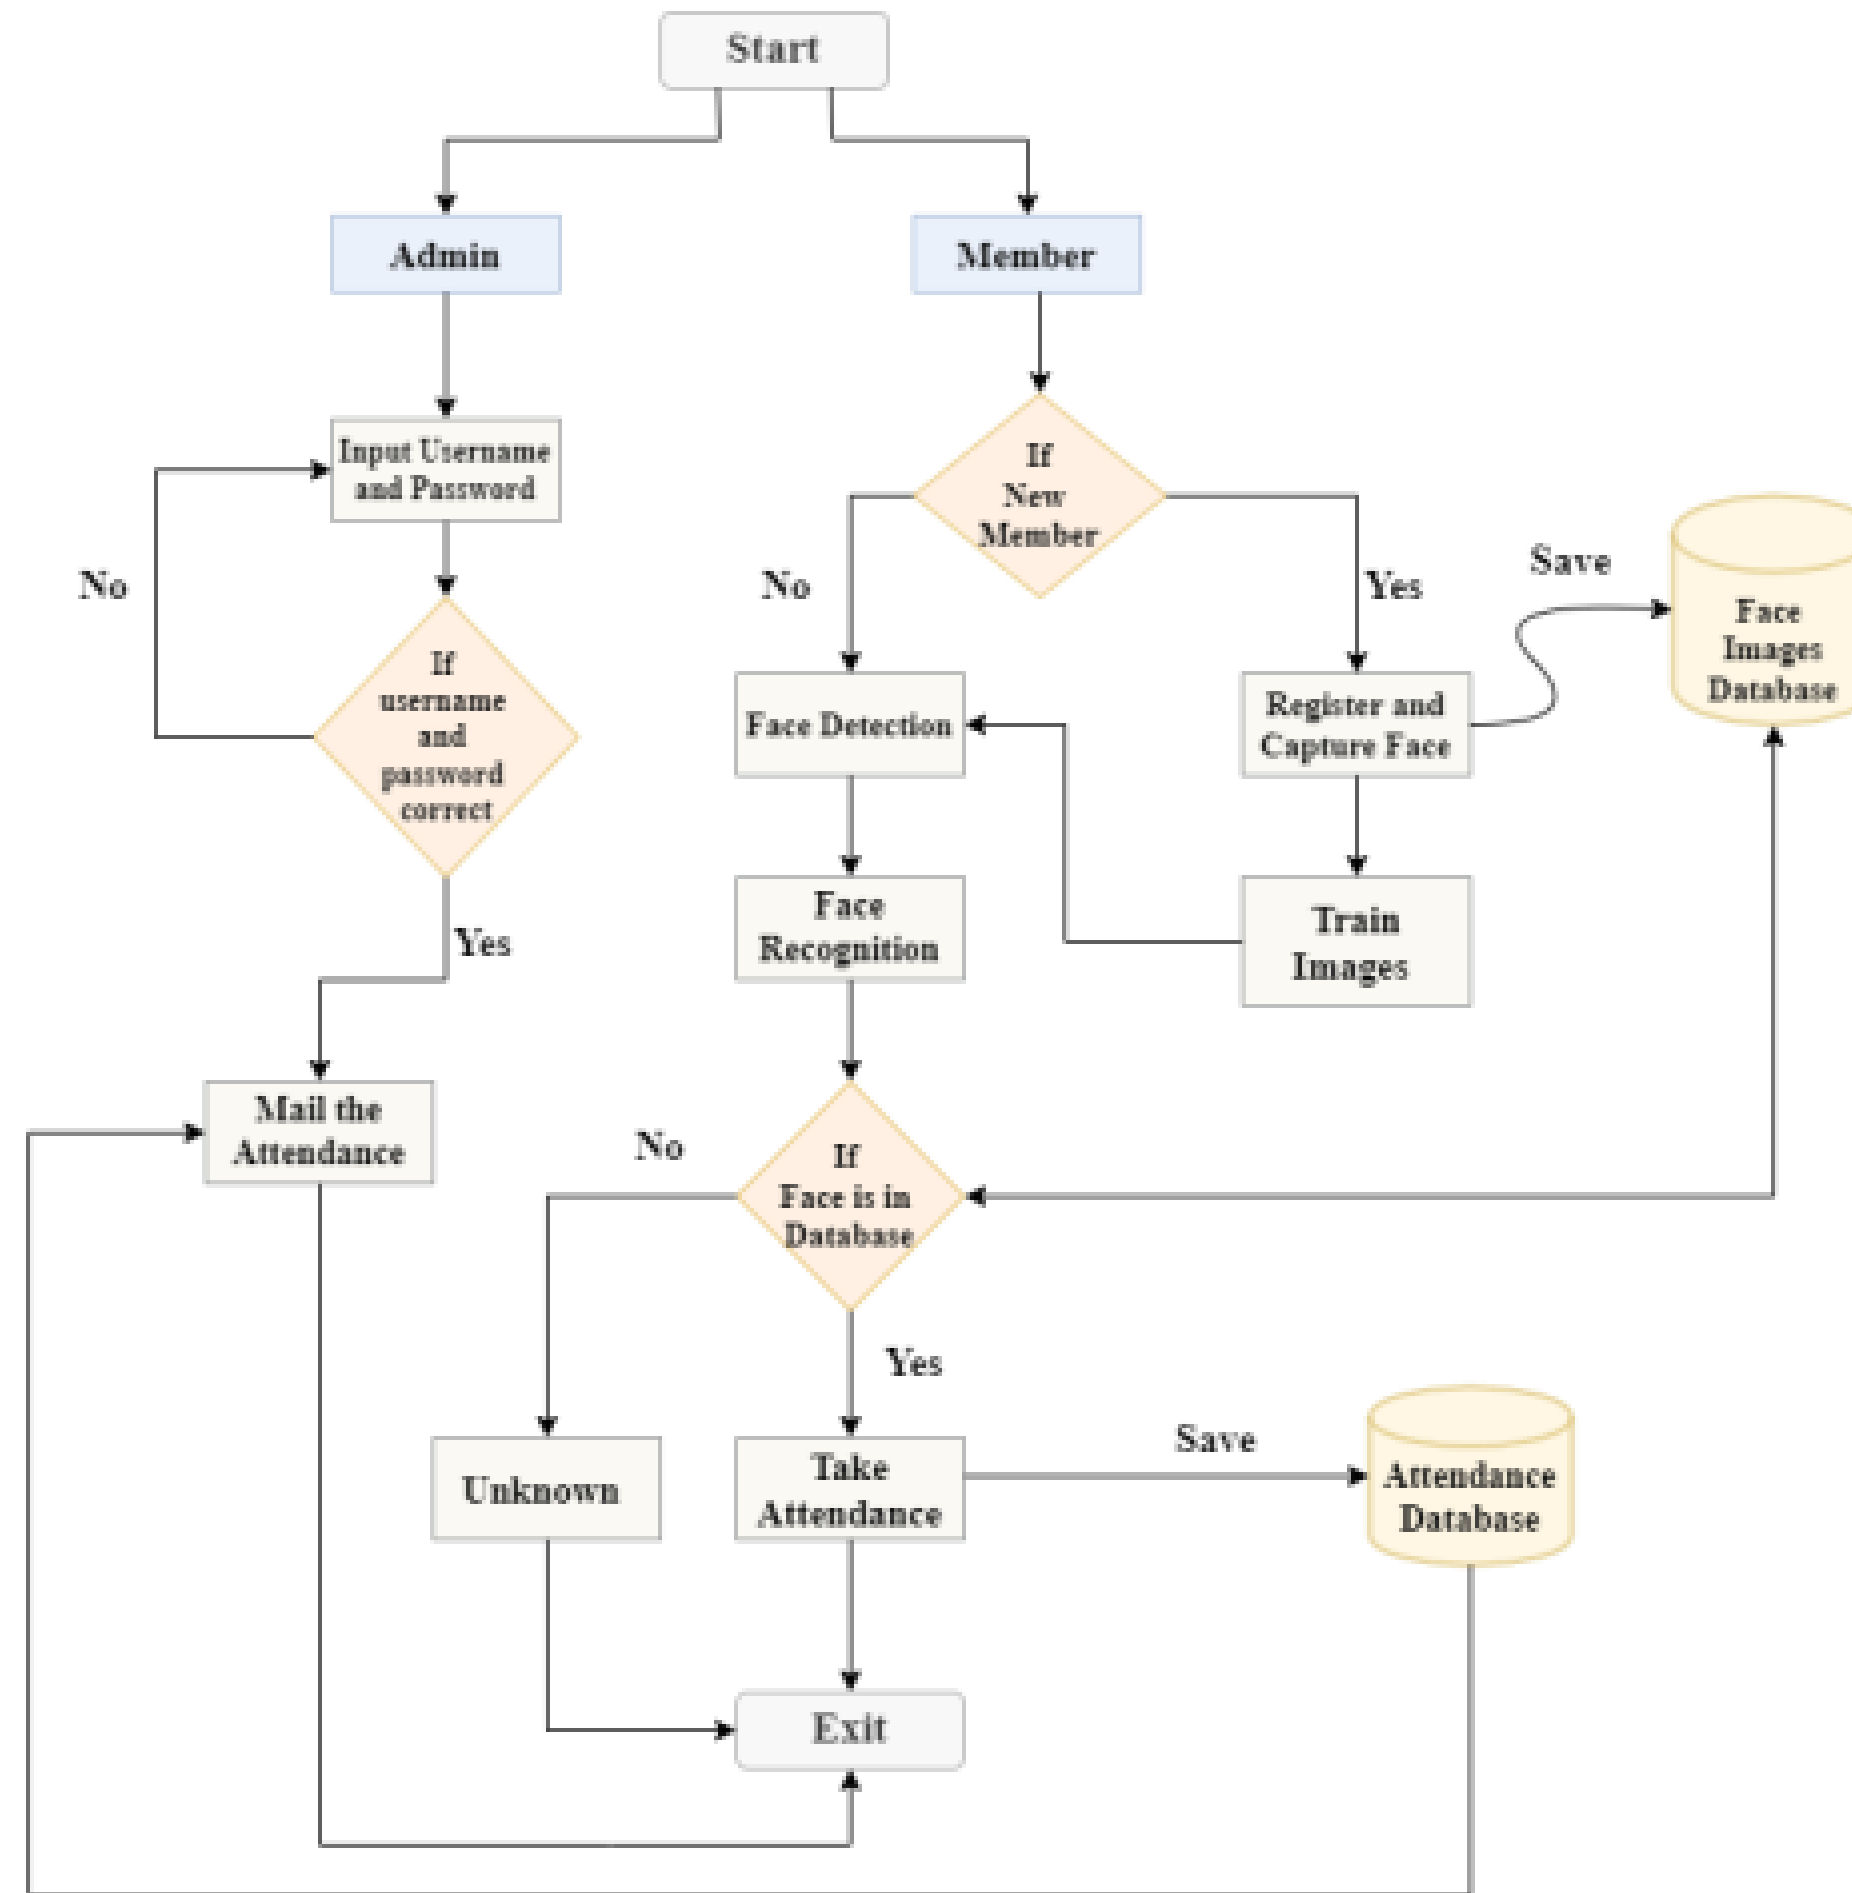 Start
Admin
Member
Input Username
and Password
If
New
Member
No
No
Yes
Save
Face
Images
Database
If
username
and
password
correct
Face Detection
Register and
Capture Face
Yes
Face
Recognition
Train
Images
Mail the
Attendance
No
If
Face is in
Database
Yes
Unknown
Take
Attendance
Save
Attendance
Database
Exit